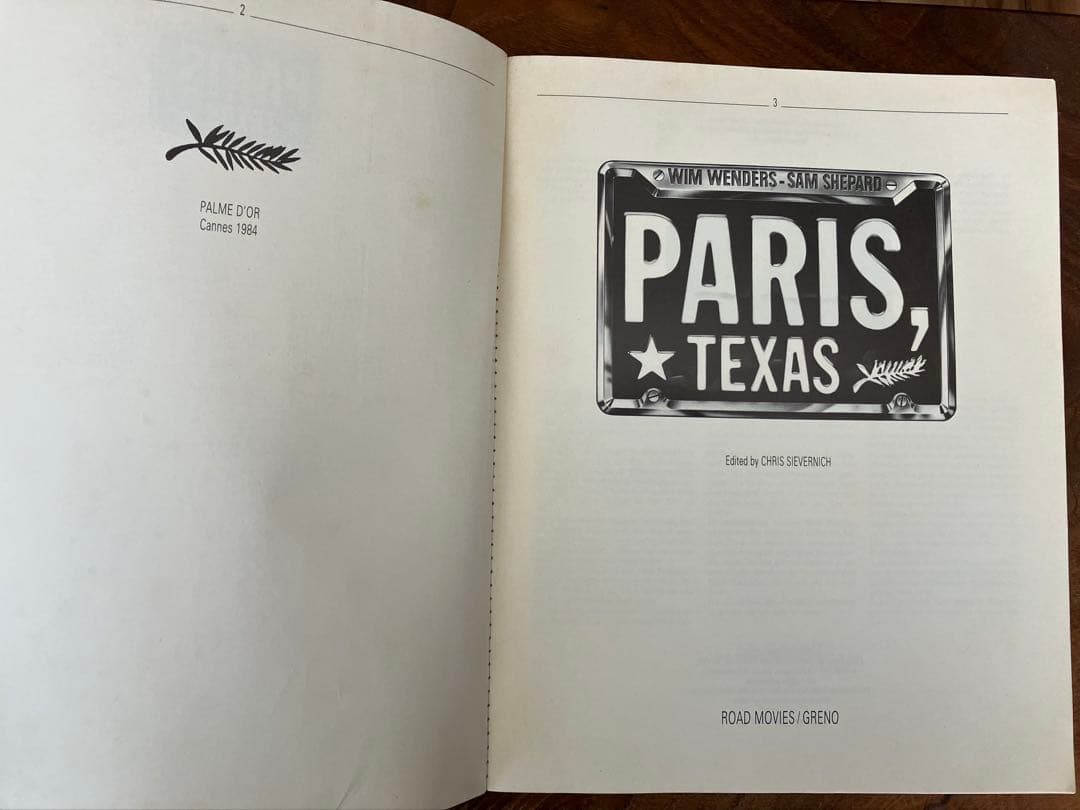 2
PALME D'OR
Cannes 1984
3
WIM WENDERS-SAM SHEPARD
PARIS,
TEXAS
Edited by CHRIS SIEVERNICH
ROAD MOVIES/GRENO